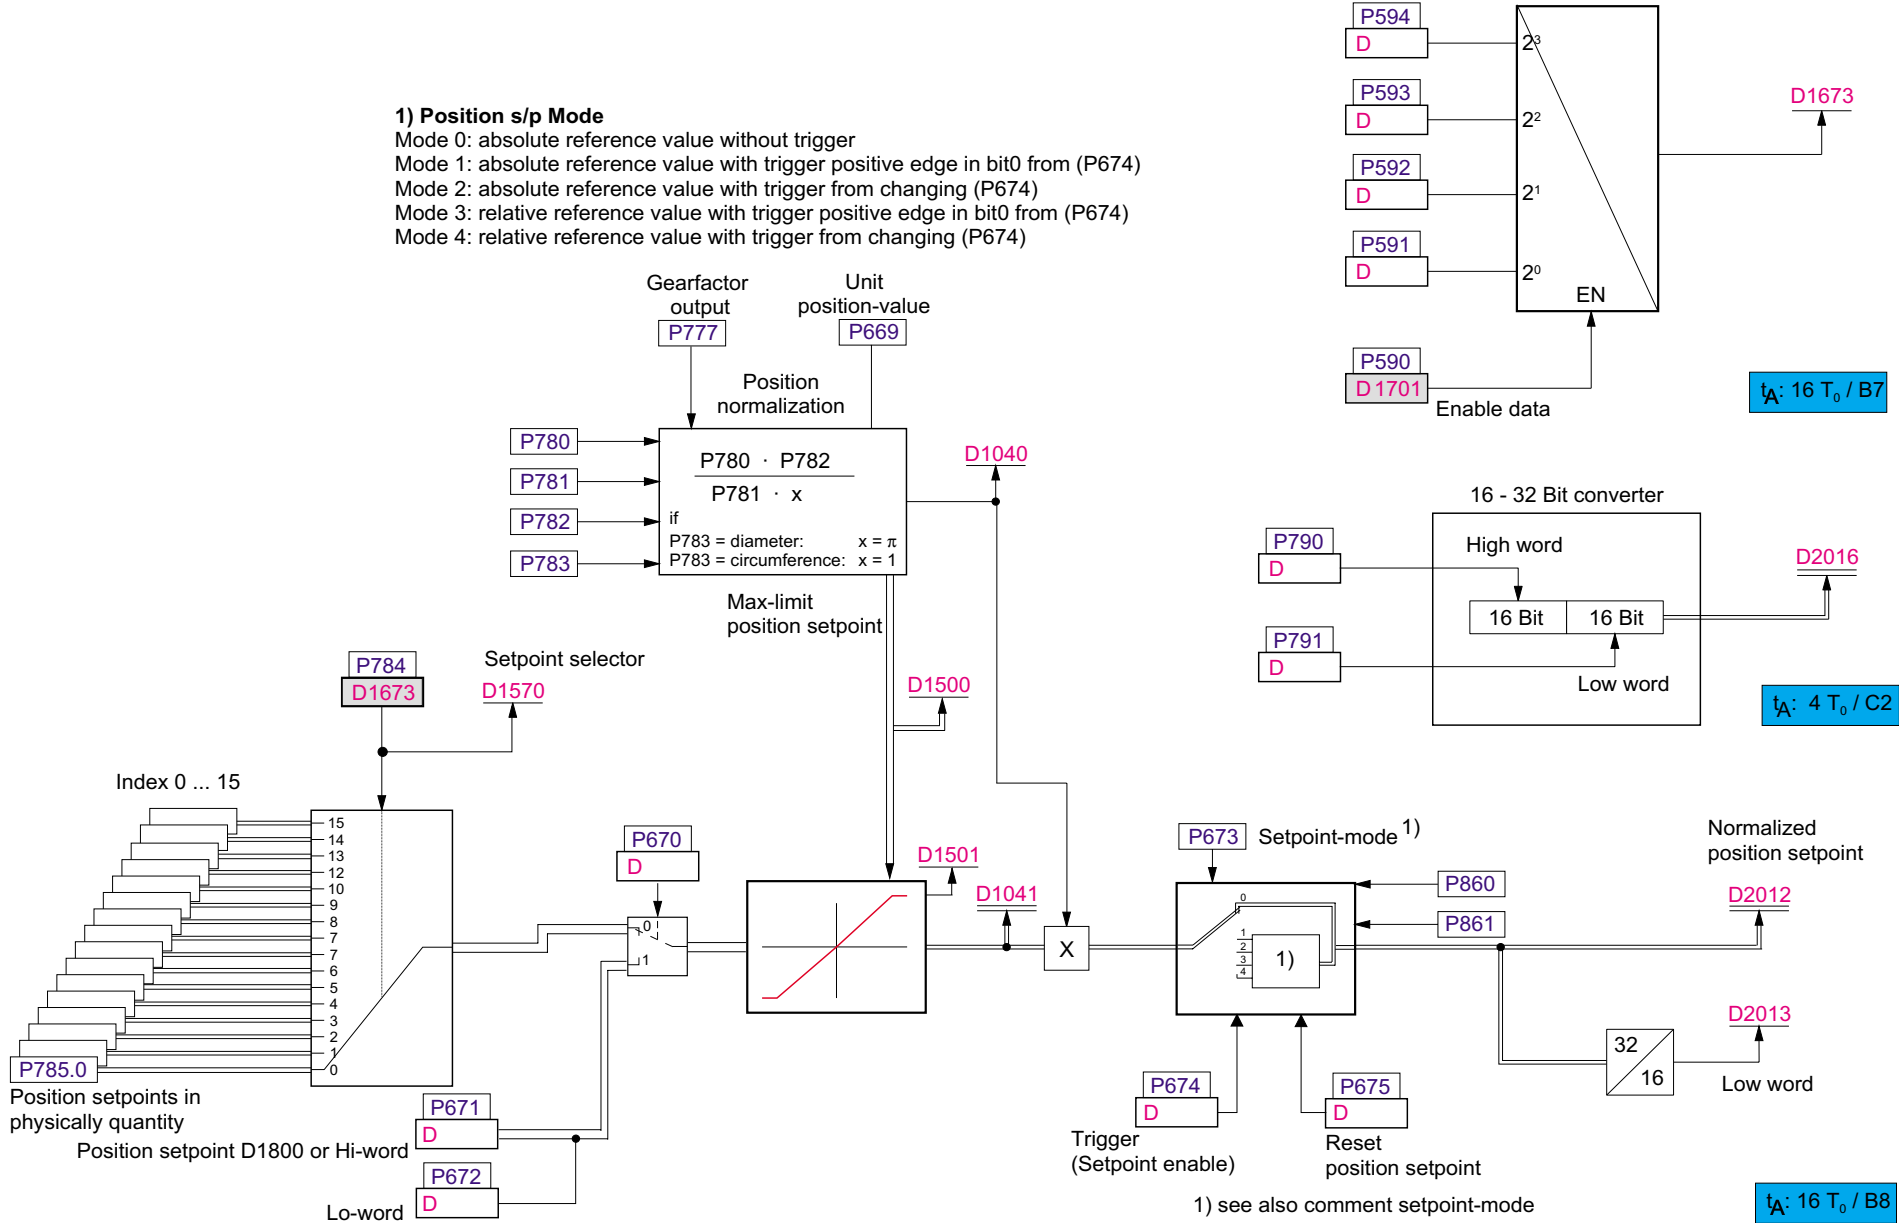 1) Position s/p Mode
Mode 0: absolute reference value without trigger
Mode 1: absolute reference value with trigger positive edge in bit0 from (P674)
Mode 2: absolute reference value with trigger from changing (P674)
Mode 3: relative reference value with trigger positive edge in bit0 from (P674)
Mode 4: relative reference value with trigger from changing (P674)
P594
D
2³
P593
D
2²
P592
D
2¹
P591
D
2⁰
EN
D1673
P590
D 1701
Enable data
tA: 16 T₀ / B7
Gearfactor
output
P777
Unit
position-value
P669
Position
normalization
P780
P781
P782
P783
P780 · P782
P781 · x
if
P783 = diameter: x = π
P783 = circumference: x = 1
D1040
Max-limit
position setpoint
D1500
16 - 32 Bit converter
P790
D
High word
16 Bit
16 Bit
D2016
P791
D
Low word
tA: 4 T₀ / C2
P784
D1673
Setpoint selector
D1570
Index 0 ... 15
15
14
13
12
10
9
8
7
7
6
5
4
3
2
1
0
P785.0
Position setpoints in
physically quantity
P670
D
0
1
P671
D
Position setpoint D1800 or Hi-word
P672
D
Lo-word
D1501
D1041
X
P673
Setpoint-mode 1)
0
1
2
3
4
1)
P860
P861
Normalized
position setpoint
D2012
32
16
D2013
Low word
P674
D
Trigger
(Setpoint enable)
P675
D
Reset
position setpoint
1) see also comment setpoint-mode
tA: 16 T₀ / B8